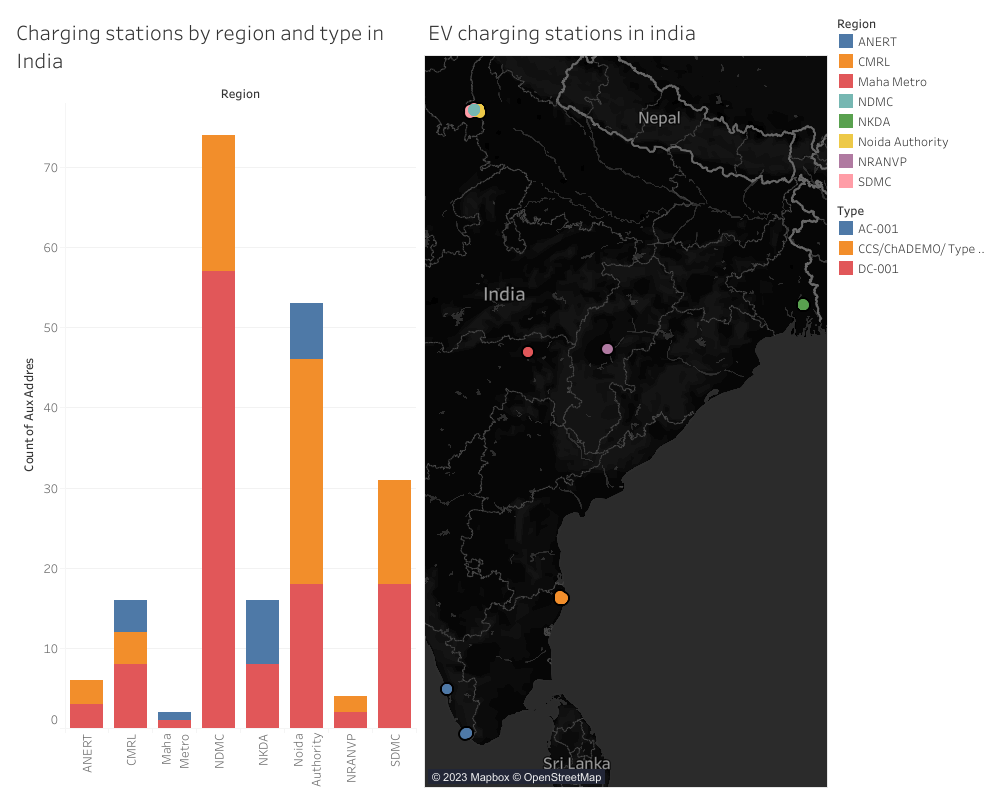 Charging stations by region and type in
India
Region
70
60
50
40
30
20
10
0
Count of Aux Addres
ANERT
CMRL
Maha
Metro
NDMC
NKDA
Noida
Authority
NRANVP
SDMC
EV charging stations in india
Nepal
India
Sri Lanka
© 2023 Mapbox © OpenStreetMap
Region
ANERT
CMRL
Maha Metro
NDMC
NKDA
Noida Authority
NRANVP
SDMC
Type
AC-001
CCS/ChADEMO/ Type ..
DC-001